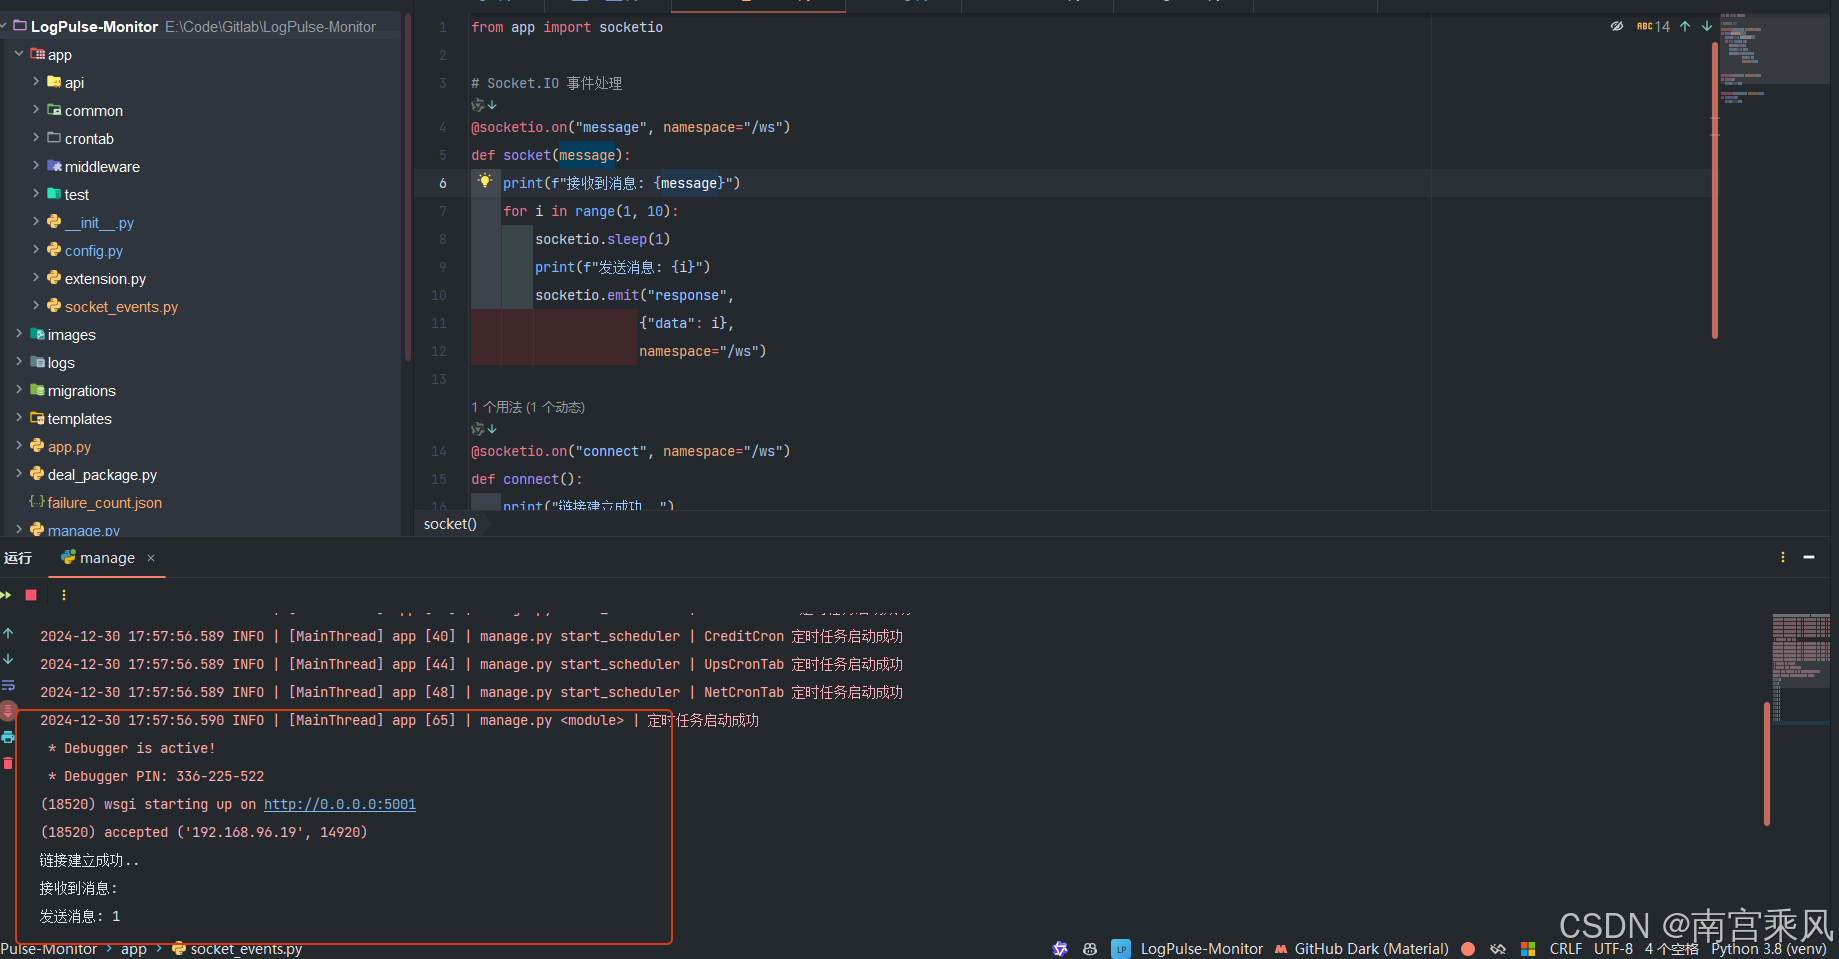 LogPulse-Monitor E:\Code\Gitlab\LogPulse-Monitor
app
api
common
crontab
middleware
test
__init__.py
config.py
extension.py
socket_events.py
images
logs
migrations
templates
app.py
deal_package.py
failure_count.json
manage.py
ABC 14
1 from app import socketio
2
3 # Socket.IO 事件处理
4 @socketio.on("message", namespace="/ws")
5 def socket(message):
6 print(f"接收到消息: {message}")
7 for i in range(1, 10):
8 socketio.sleep(1)
9 print(f"发送消息: {i}")
10 socketio.emit("response",
11 {"data": i},
12 namespace="/ws")
13
1 个用法 (1 个动态)
14 @socketio.on("connect", namespace="/ws")
15 def connect():
16 print("链接建立成功..")
socket()
运行 manage ×
2024-12-30 17:57:56.589 INFO | [MainThread] app [40] | manage.py start_scheduler | CreditCron 定时任务启动成功
2024-12-30 17:57:56.589 INFO | [MainThread] app [44] | manage.py start_scheduler | UpsCronTab 定时任务启动成功
2024-12-30 17:57:56.589 INFO | [MainThread] app [48] | manage.py start_scheduler | NetCronTab 定时任务启动成功
2024-12-30 17:57:56.590 INFO | [MainThread] app [65] | manage.py <module> | 定时任务启动成功
* Debugger is active!
* Debugger PIN: 336-225-522
(18520) wsgi starting up on http://0.0.0.0:5001
(18520) accepted ('192.168.96.19', 14920)
链接建立成功..
接收到消息:
发送消息: 1
CSDN @南宫乘风
Pulse-Monitor > app > socket_events.py LP LogPulse-Monitor GitHub Dark (Material) CRLF UTF-8 4 个空格 Python 3.8 (venv)